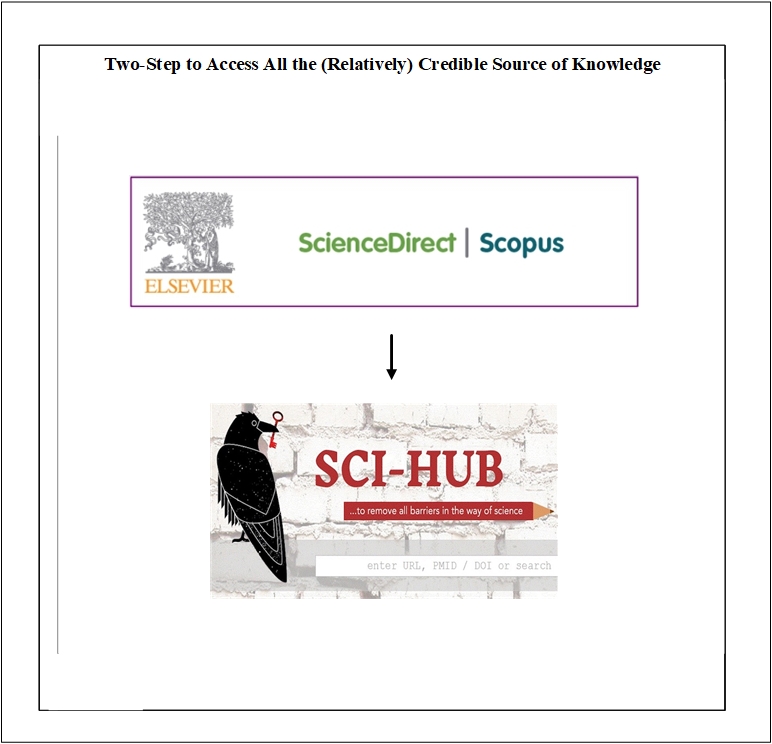 Two-Step to Access All the (Relatively) Credible Source of Knowledge
ELSEVIER
ScienceDirect | Scopus
SCI-HUB
...to remove all barriers in the way of science
enter URL, PMID / DOI or search